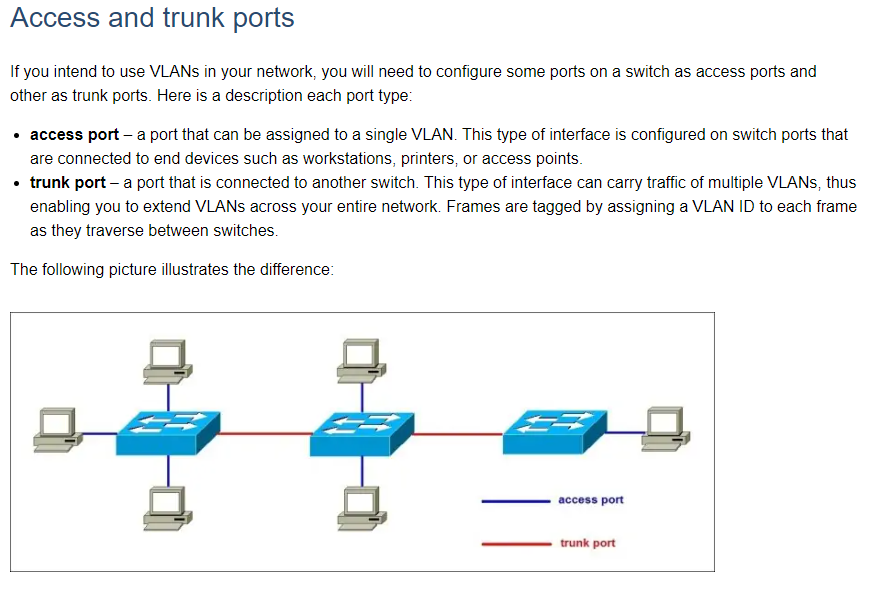 Access and trunk ports
If you intend to use VLANs in your network, you will need to configure some ports on a switch as access ports and
other as trunk ports. Here is a description each port type:
• access port – a port that can be assigned to a single VLAN. This type of interface is configured on switch ports that
are connected to end devices such as workstations, printers, or access points.
• trunk port – a port that is connected to another switch. This type of interface can carry traffic of multiple VLANs, thus
enabling you to extend VLANs across your entire network. Frames are tagged by assigning a VLAN ID to each frame
as they traverse between switches.
The following picture illustrates the difference:
access port
trunk port